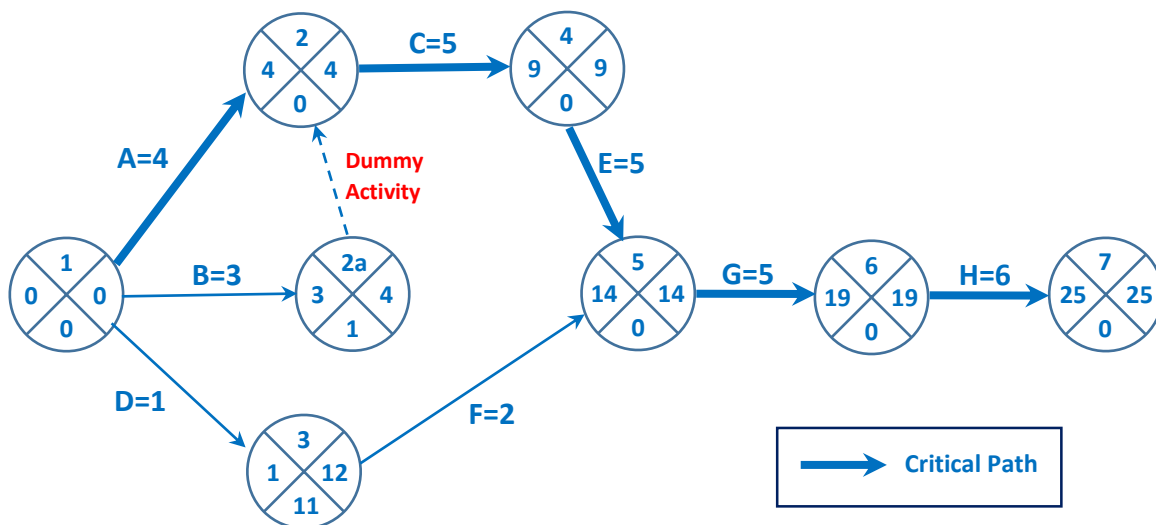 2
4 4
0
C=5
4
9 9
0
A=4
Dummy
Activity
E=5
1
0 0
0
B=3
2a
3 4
1
5
14 14
0
G=5
6
19 19
0
H=6
7
25 25
0
D=1
3
1 12
11
F=2
Critical Path